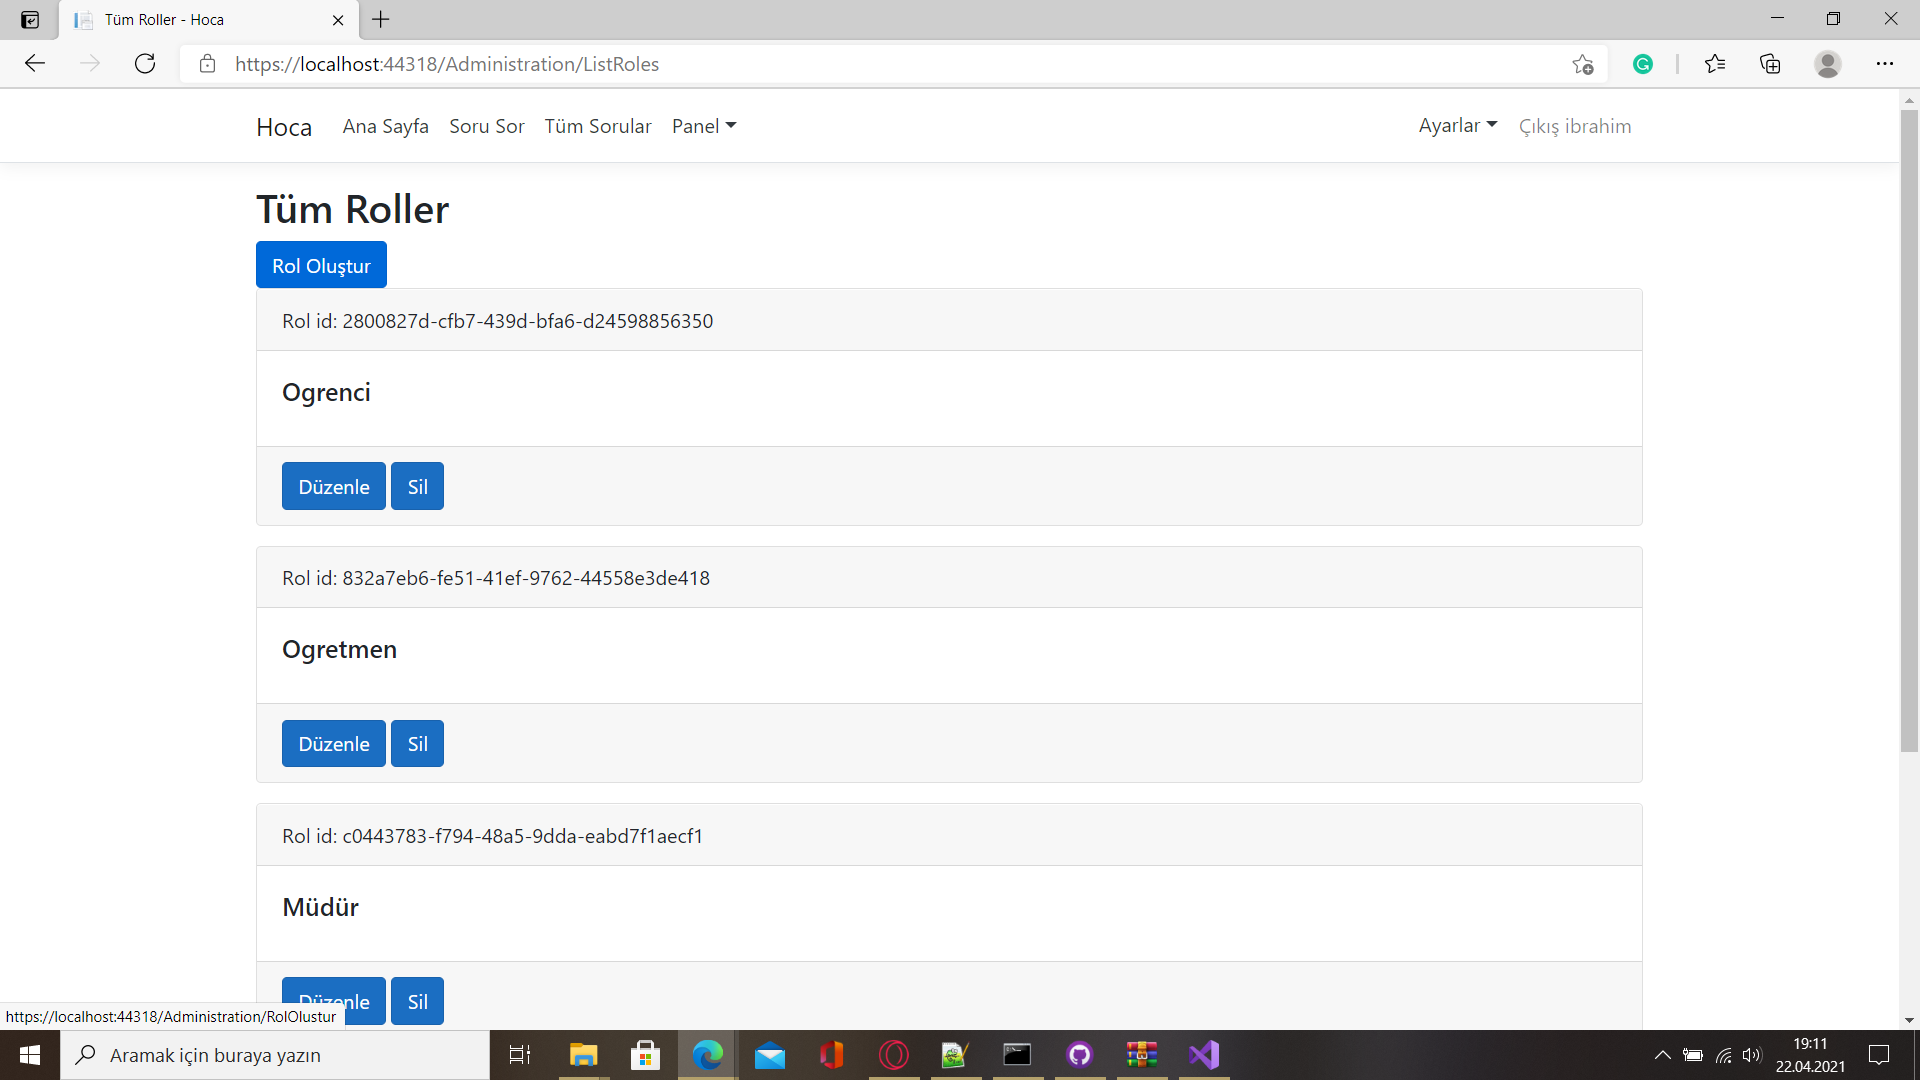 Tüm Roller - Hoca
https://localhost:44318/Administration/ListRoles
Hoca Ana Sayfa Soru Sor Tüm Sorular Panel Ayarlar Çıkış ibrahim
Tüm Roller
Rol Oluştur
Rol id: 2800827d-cfb7-439d-bfa6-d24598856350
Ogrenci
Düzenle Sil
Rol id: 832a7eb6-fe51-41ef-9762-44558e3de418
Ogretmen
Düzenle Sil
Rol id: c0443783-f794-48a5-9dda-eabd7f1aecf1
Müdür
Düzenle Sil
https://localhost:44318/Administration/RolOlustur
Aramak için buraya yazın
19:11
22.04.2021